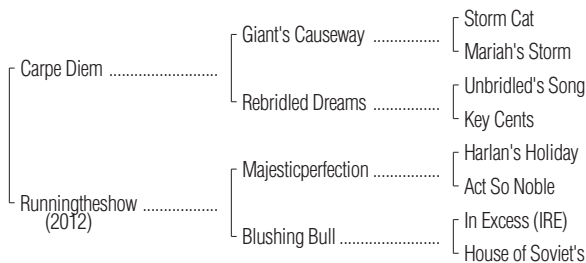 Storm Cat
Giant's Causeway ................
Mariah's Storm
Carpe Diem ..........................
Unbridled's Song
Rebridled Dreams ...............
Key Cents
Harlan's Holiday
Majesticperfection ...............
Act So Noble
Runningtheshow ..................
(2012)
In Excess (IRE)
Blushing Bull .......................
House of Soviet's